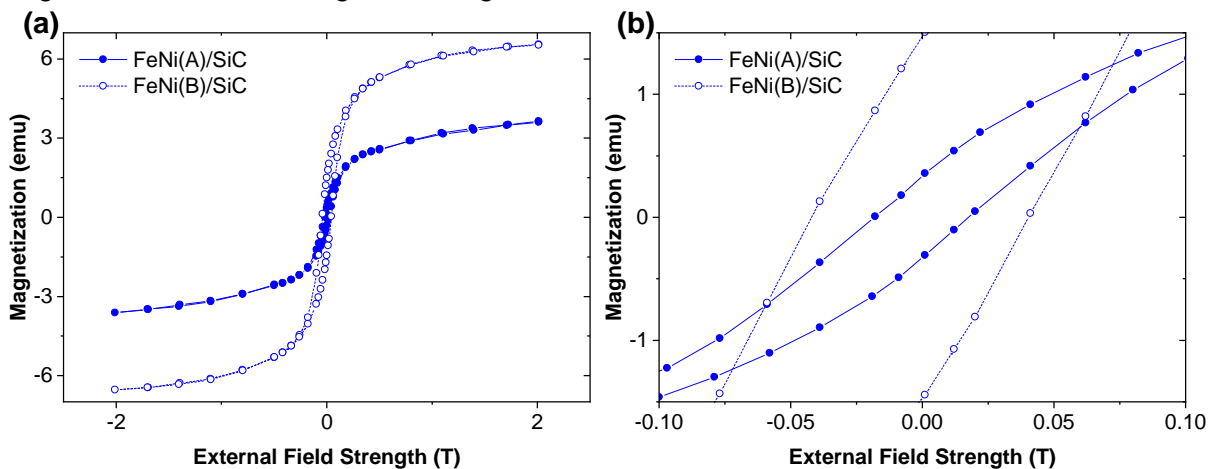 (a)
6
3
0
-3
-6
-2
0
2
Magnetization (emu)
External Field Strength (T)
FeNi(A)/SiC
FeNi(B)/SiC
(b)
1
0
-1
-0.10
-0.05
0.00
0.05
0.10
Magnetization (emu)
External Field Strength (T)
FeNi(A)/SiC
FeNi(B)/SiC